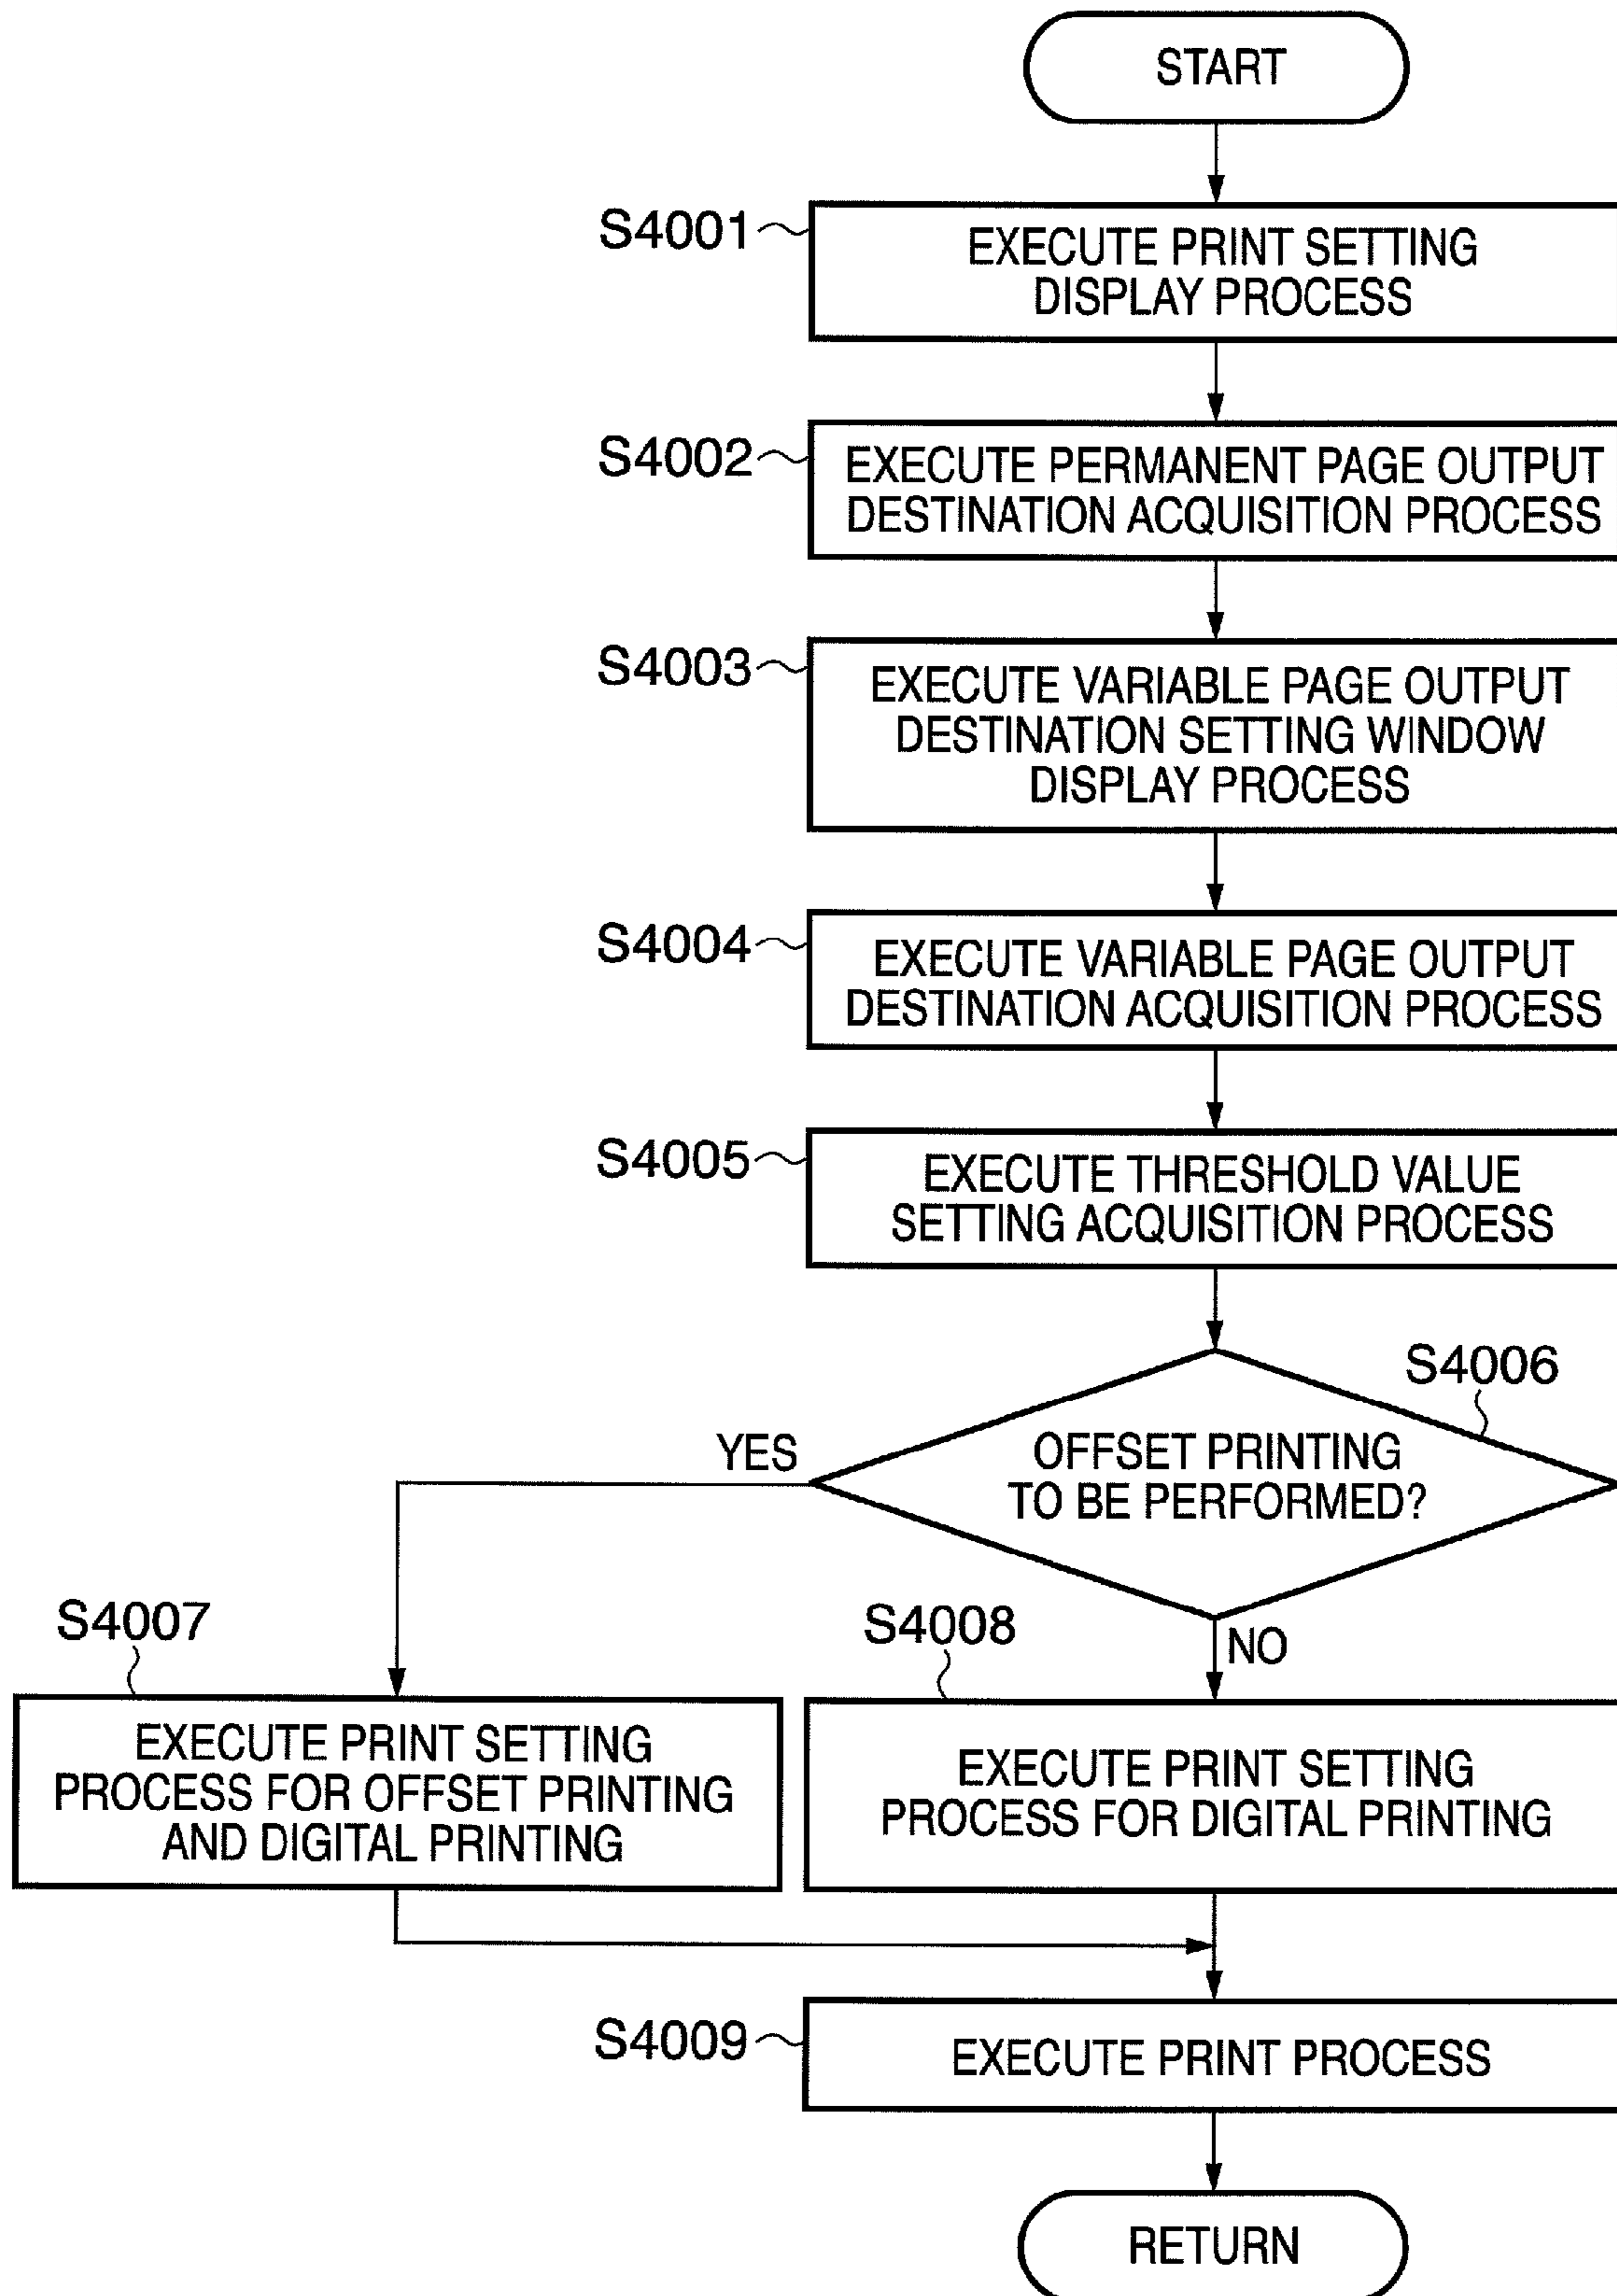 START
S4001
EXECUTE PRINT SETTING
DISPLAY PROCESS
S4002
EXECUTE PERMANENT PAGE OUTPUT
DESTINATION ACQUISITION PROCESS
S4003
EXECUTE VARIABLE PAGE OUTPUT
DESTINATION SETTING WINDOW
DISPLAY PROCESS
S4004
EXECUTE VARIABLE PAGE OUTPUT
DESTINATION ACQUISITION PROCESS
S4005
EXECUTE THRESHOLD VALUE
SETTING ACQUISITION PROCESS
S4006
OFFSET PRINTING
TO BE PERFORMED?
YES
NO
S4007
EXECUTE PRINT SETTING
PROCESS FOR OFFSET PRINTING
AND DIGITAL PRINTING
S4008
EXECUTE PRINT SETTING
PROCESS FOR DIGITAL PRINTING
S4009
EXECUTE PRINT PROCESS
RETURN